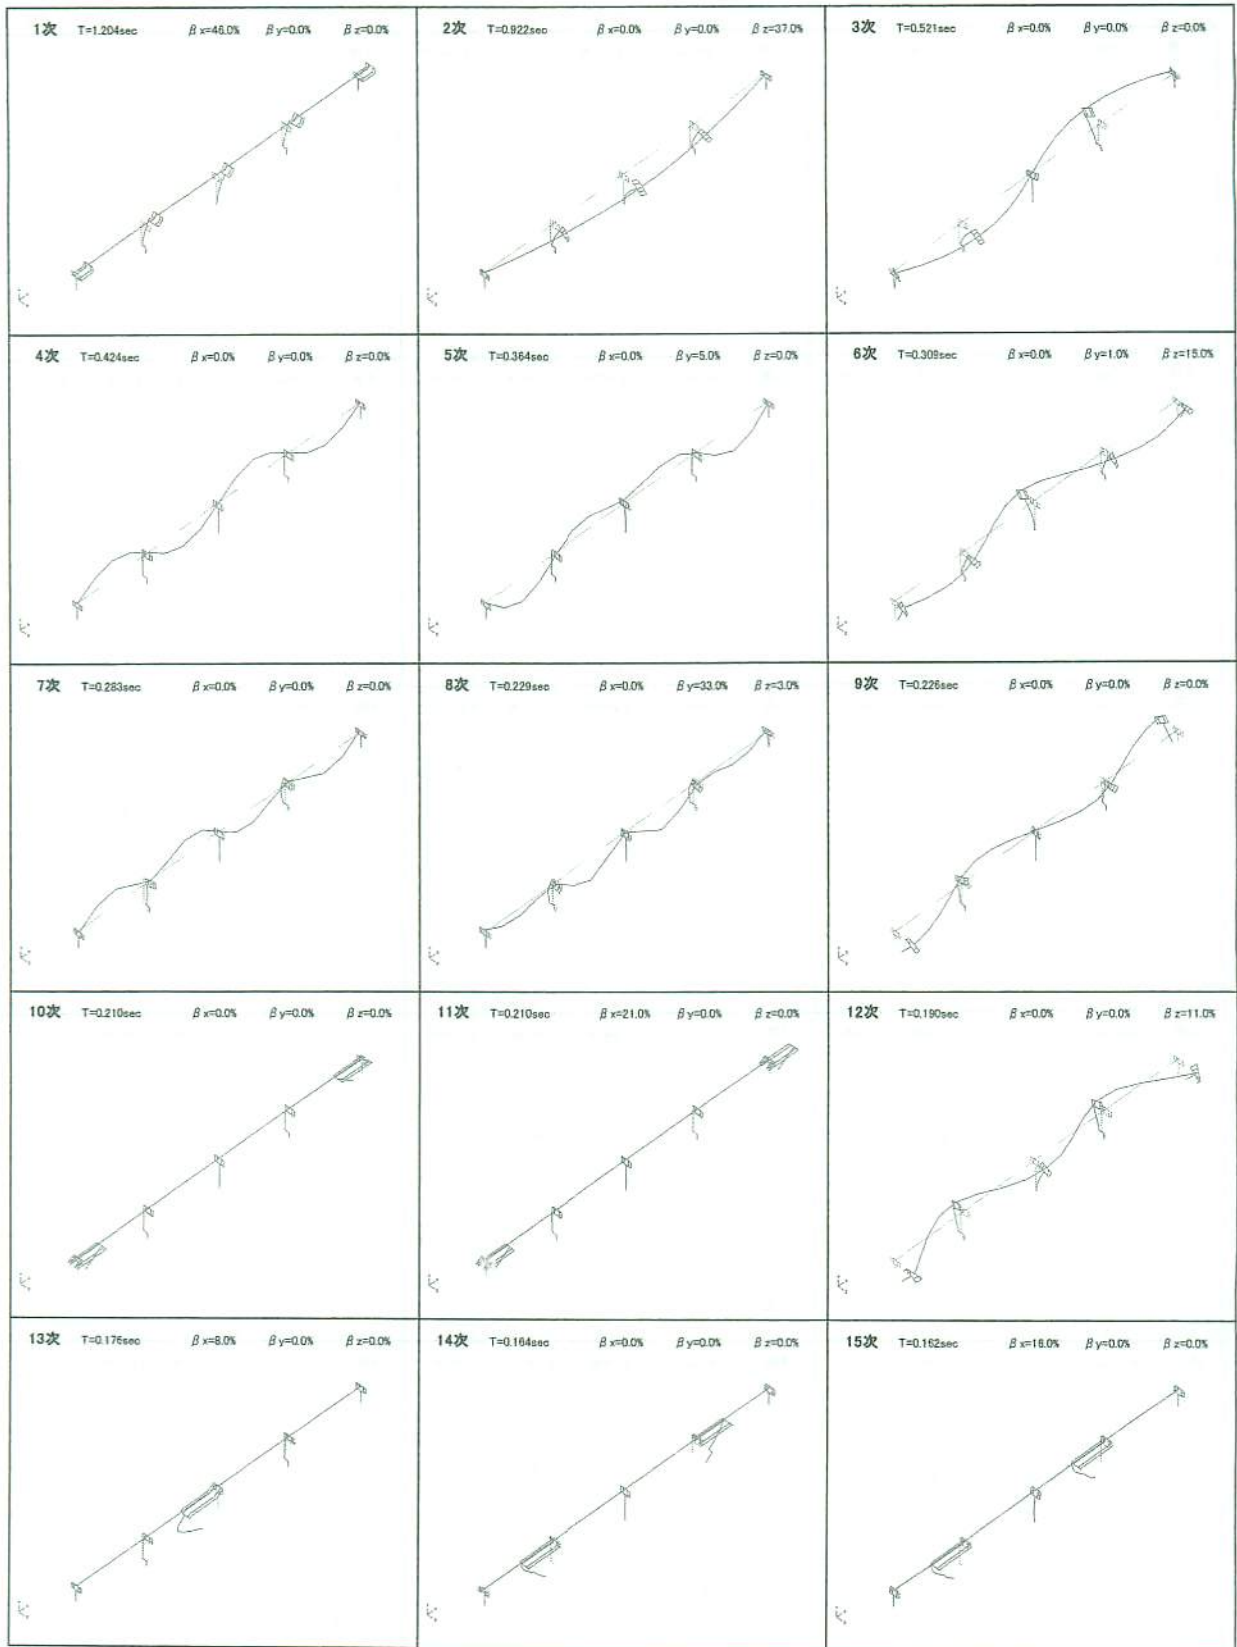 1次 T=1.204sec βx=46.0% βy=0.0% βz=0.0%
2次 T=0.922sec βx=0.0% βy=0.0% βz=37.0%
3次 T=0.521sec βx=0.0% βy=0.0% βz=0.0%
4次 T=0.424sec βx=0.0% βy=0.0% βz=0.0%
5次 T=0.364sec βx=0.0% βy=5.0% βz=0.0%
6次 T=0.309sec βx=0.0% βy=1.0% βz=15.0%
7次 T=0.283sec βx=0.0% βy=0.0% βz=0.0%
8次 T=0.229sec βx=0.0% βy=33.0% βz=3.0%
9次 T=0.226sec βx=0.0% βy=0.0% βz=0.0%
10次 T=0.210sec βx=0.0% βy=0.0% βz=0.0%
11次 T=0.210sec βx=21.0% βy=0.0% βz=0.0%
12次 T=0.190sec βx=0.0% βy=0.0% βz=11.0%
13次 T=0.176sec βx=8.0% βy=0.0% βz=0.0%
14次 T=0.164sec βx=0.0% βy=0.0% βz=0.0%
15次 T=0.162sec βx=16.0% βy=0.0% βz=0.0%